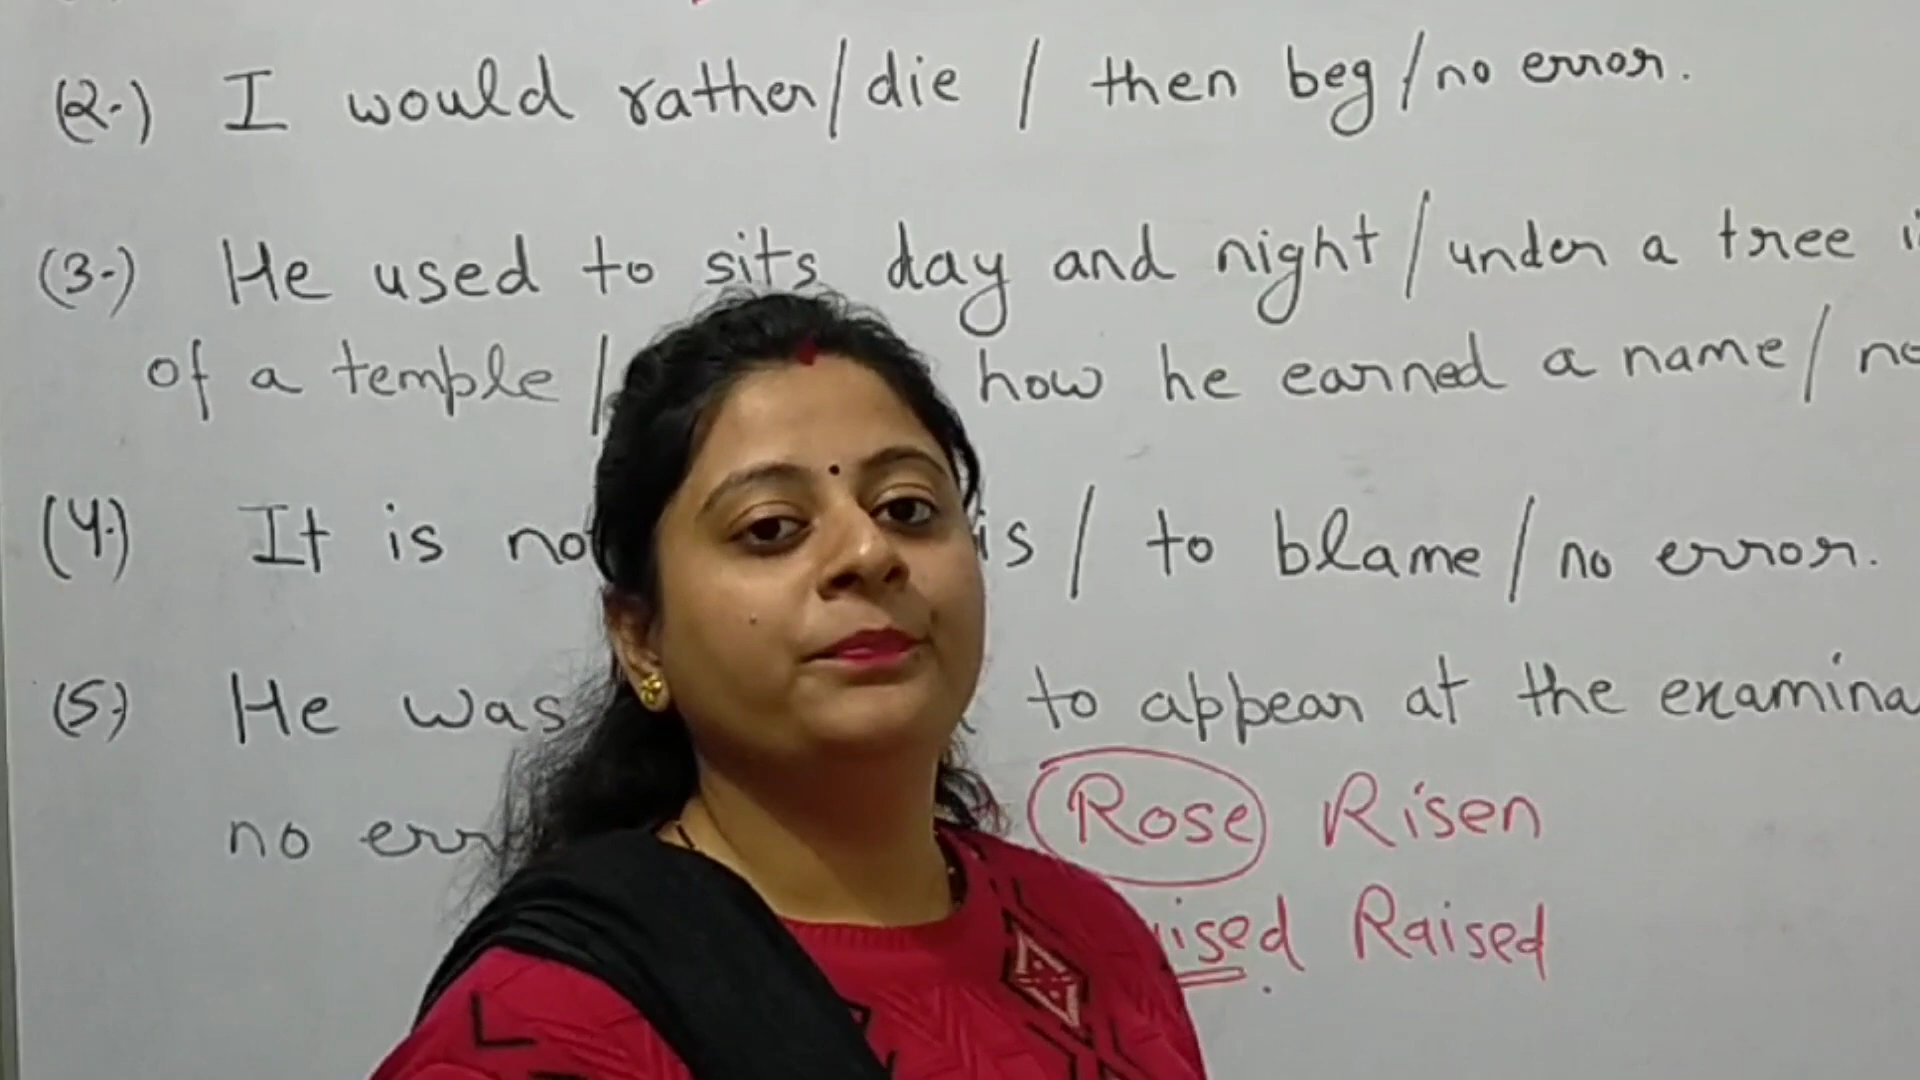 (2.) I would rather / die / then beg / no error.
(3.) He used to sits day and night / under a tree
of a temple / how he earned a name / no
(4.) It is is / to blame / no error.
(5.) He was to appear at the
no Rose Risen
Raised